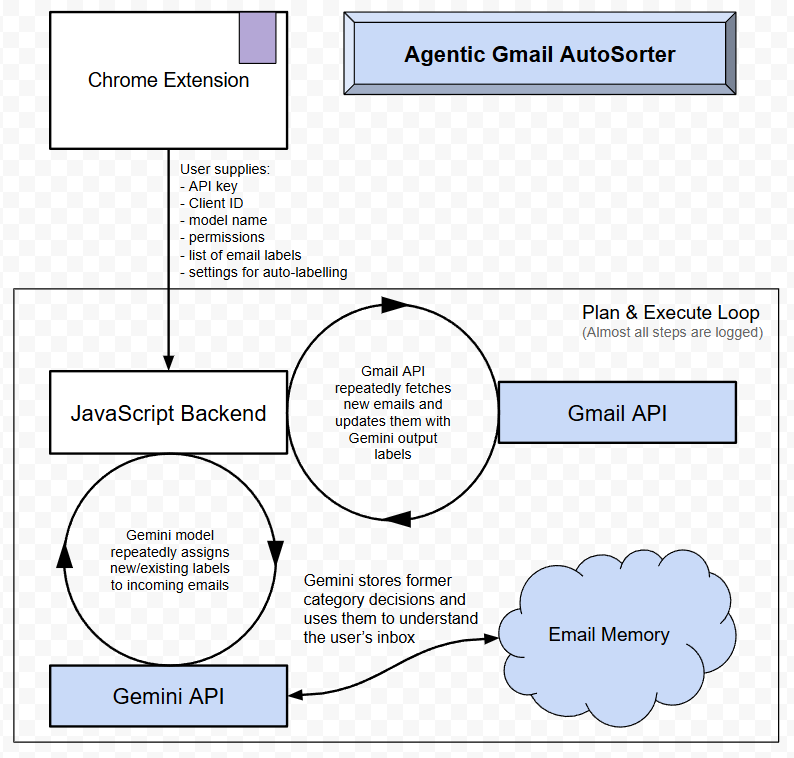 Chrome Extension
Agentic Gmail AutoSorter
User supplies:
- API key
- Client ID
- model name
- permissions
- list of email labels
- settings for auto-labelling
Plan & Execute Loop
(Almost all steps are logged)
Gmail API
repeatedly fetches
new emails and
updates them with
Gemini output
labels
JavaScript Backend
Gmail API
Gemini model
repeatedly assigns
new/existing labels
to incoming emails
Gemini stores former
category decisions and
uses them to understand
the user's inbox
Email Memory
Gemini API